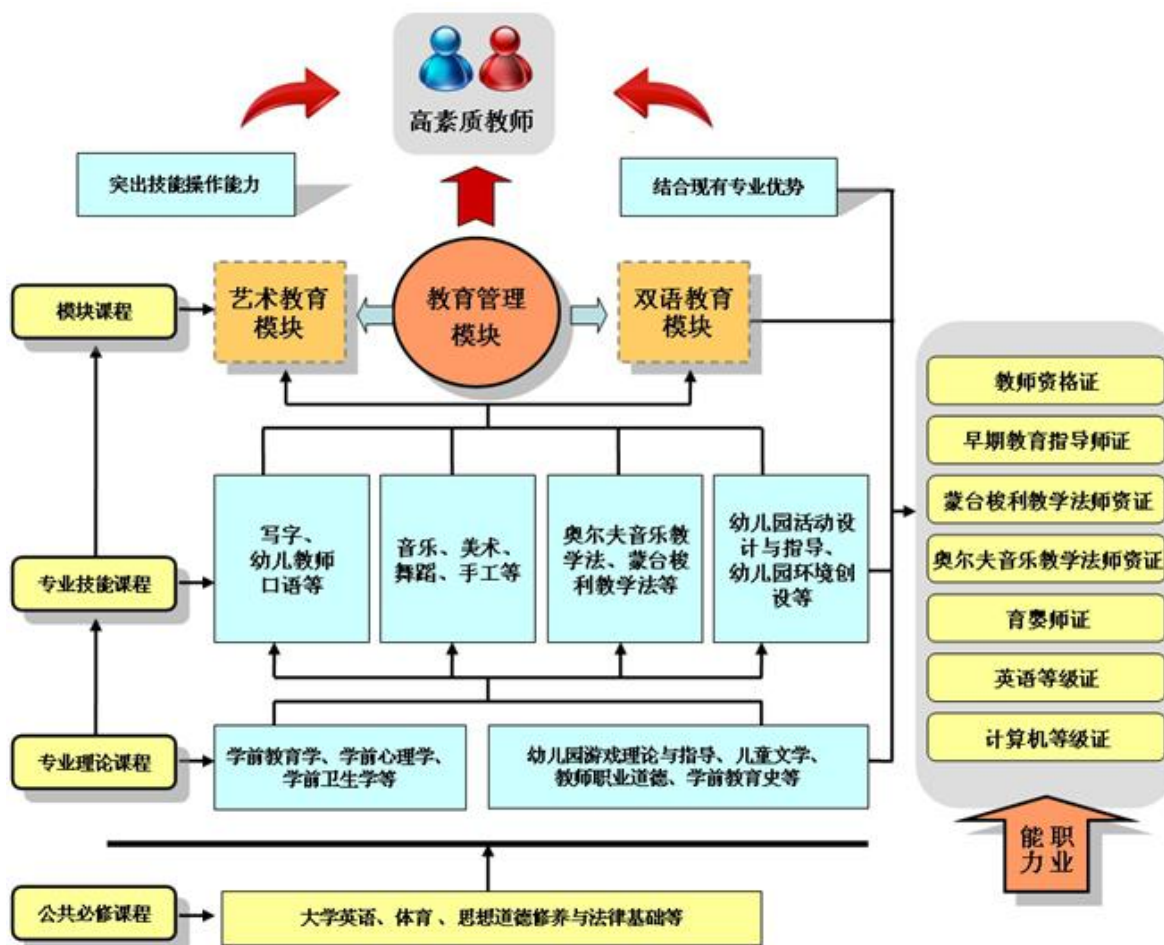 高素质教师
突出技能操作能力
结合现有专业优势
模块课程
艺术教育
模块
教育管理
模块
双语教育
模块
专业技能课程
写字、
幼儿教师
口语等
音乐、美术、
舞蹈、手工等
奥尔夫音乐教
学法、蒙台梭
利教学法等
幼儿园活动设
计与指导、
幼儿园环境创
设等
专业理论课程
学前教育学、学前心理学、
学前卫生学等
幼儿园游戏理论与指导、儿童文学、
教师职业道德、学前教育史等
公共必修课程
大学英语、体育、思想道德修养与法律基础等
教师资格证
早期教育指导师证
蒙台梭利教学法师资证
奥尔夫音乐教学法师资证
育婴师证
英语等级证
计算机等级证
能 职
力 业